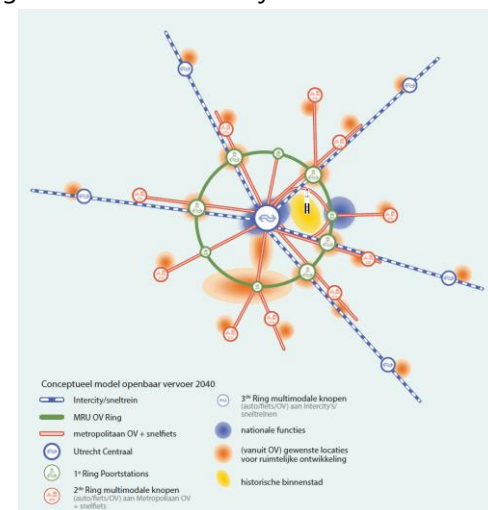 Conceptueel model openbaar vervoer 2040
Intercity/sneltrein
MRU OV Ring
metropolitaan OV + snelfiets
Utrecht Centraal
1e Ring Poortstations
2de Ring multimodale knopen
(auto/fiets/OV) aan Metropolitaan OV
+ snelfiets
3de Ring multimodale knopen
(auto/fiets/OV) aan Intercity's/
sneltreinen
nationale functies
(vanuit OV) gewenste locaties
voor ruimtelijke ontwikkeling
historische binnenstad